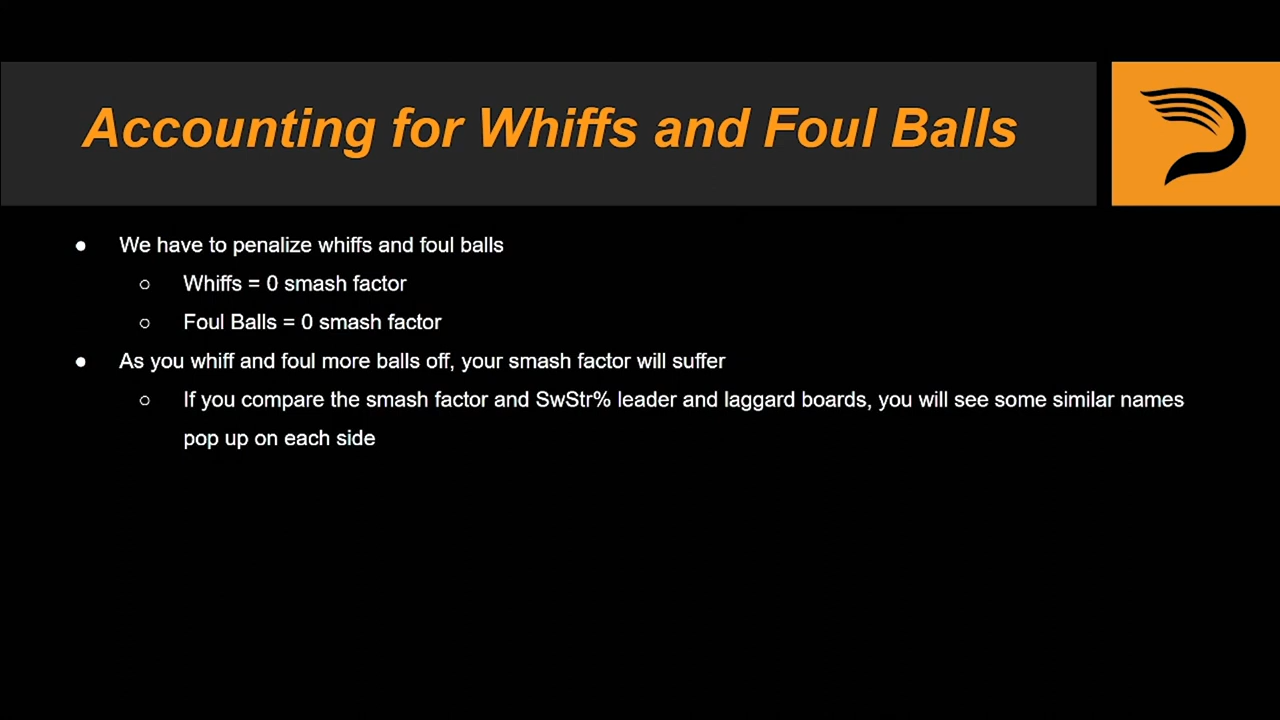 Accounting for Whiffs and Foul Balls
● We have to penalize whiffs and foul balls
○ Whiffs = 0 smash factor
○ Foul Balls = 0 smash factor
● As you whiff and foul more balls off, your smash factor will suffer
○ If you compare the smash factor and SwStr% leader and laggard boards, you will see some similar names
pop up on each side